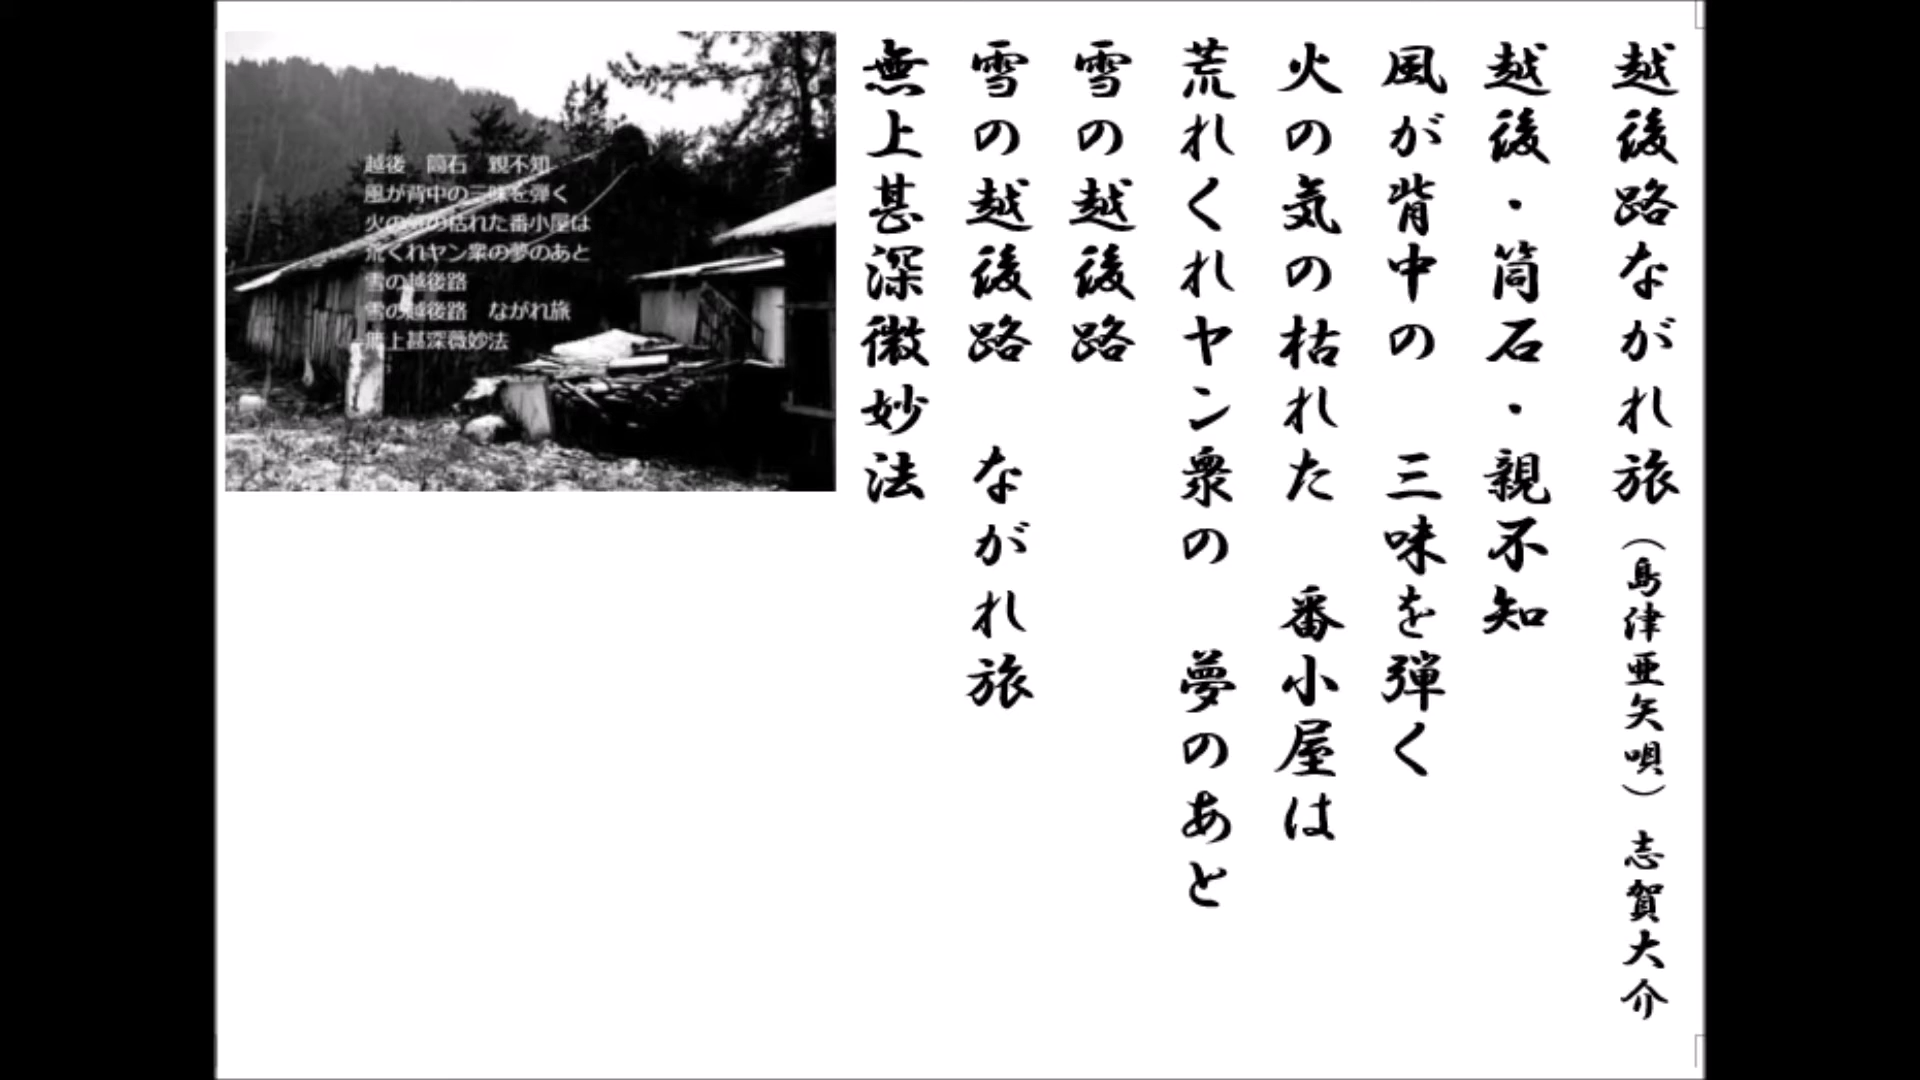 越後路ながれ旅（島津亜矢唄） 志賀大介
越後・筒石・親不知
風が背中の　三味を弾く
火の気の枯れた　番小屋は
荒れくれヤン衆の　夢のあと
雪の越後路
雪の越後路　ながれ旅
無上甚深微妙法
越後　筒石　親不知
風が背中の三味を弾く
火の気の枯れた番小屋は
荒くれヤン衆の夢のあと
雪の越後路
雪の越後路　ながれ旅
無上甚深薇妙法